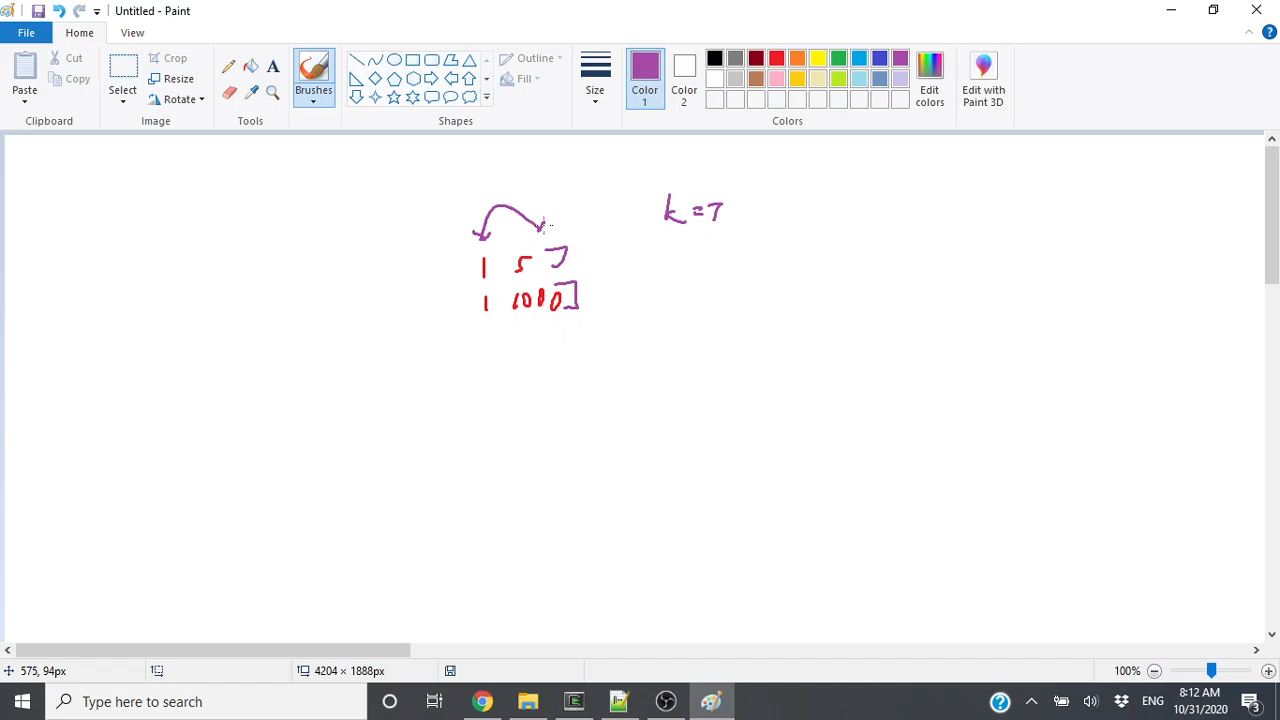 Untitled - Paint
File
Home
View
Paste
Cut
Copy
Clipboard
Select
Crop
Resize
Rotate
Image
Tools
Brushes
Shapes
Outline
Fill
Size
Color 1
Color 2
Colors
Edit colors
Edit with Paint 3D
k = 7
1 5
1 1000
575, 94px
4204 × 1888px
100%
Type here to search
ENG
8:12 AM
10/31/2020
3